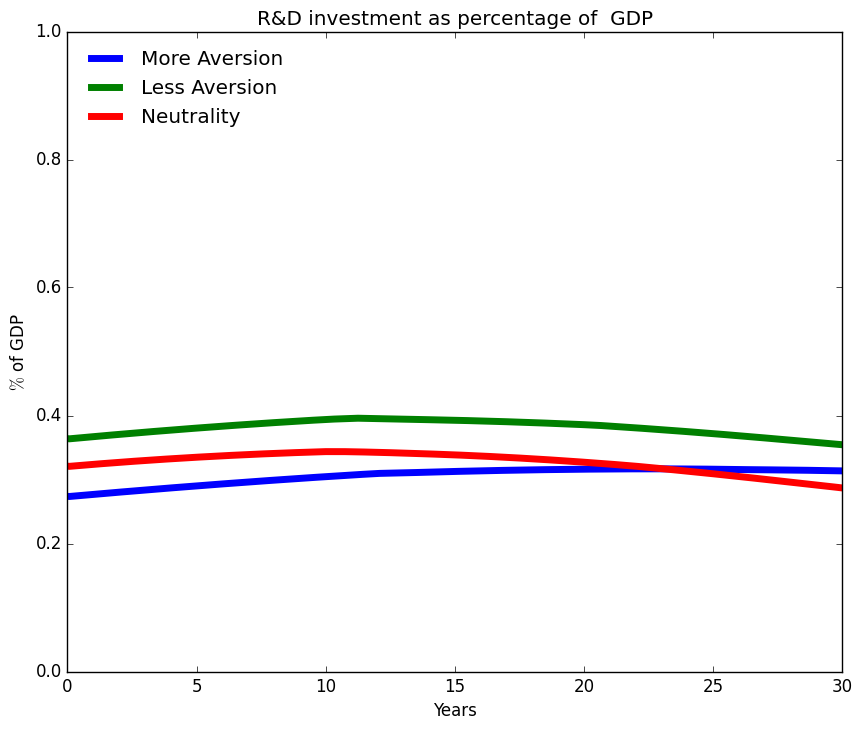 R&D investment as percentage of  GDP
1.0
0.8
0.6
0.4
0.2
0.0
% of GDP
More Aversion
Less Aversion
Neutrality
0 5 10 15 20 25 30
Years